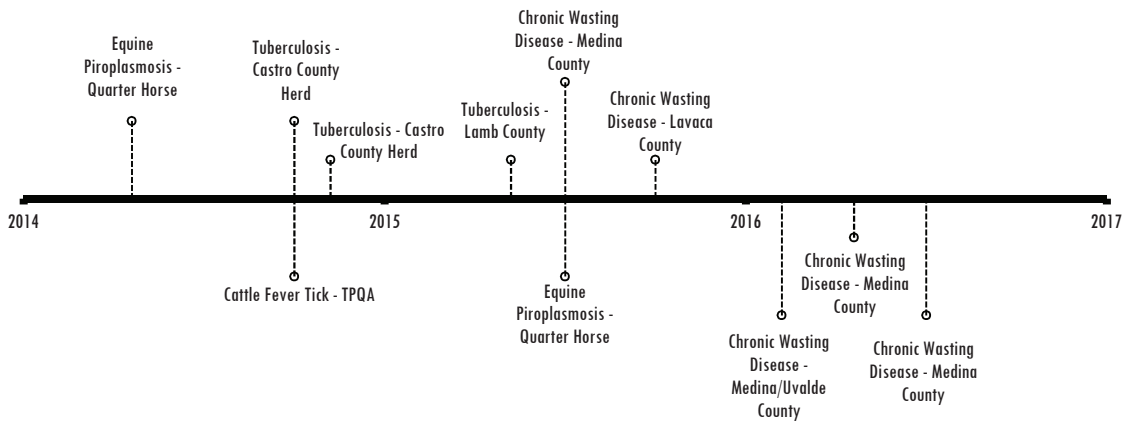 Equine
Piroplasmosis -
Quarter Horse
Tuberculosis -
Castro County
Herd
Tuberculosis - Castro
County Herd
Tuberculosis -
Lamb County
Chronic Wasting
Disease - Medina
County
Chronic Wasting
Disease - Lavaca
County
2014
2015
2016
2017
Cattle Fever Tick - TPQA
Equine
Piroplasmosis -
Quarter Horse
Chronic Wasting
Disease -
Medina/Uvalde
County
Chronic Wasting
Disease - Medina
County
Chronic Wasting
Disease - Medina
County